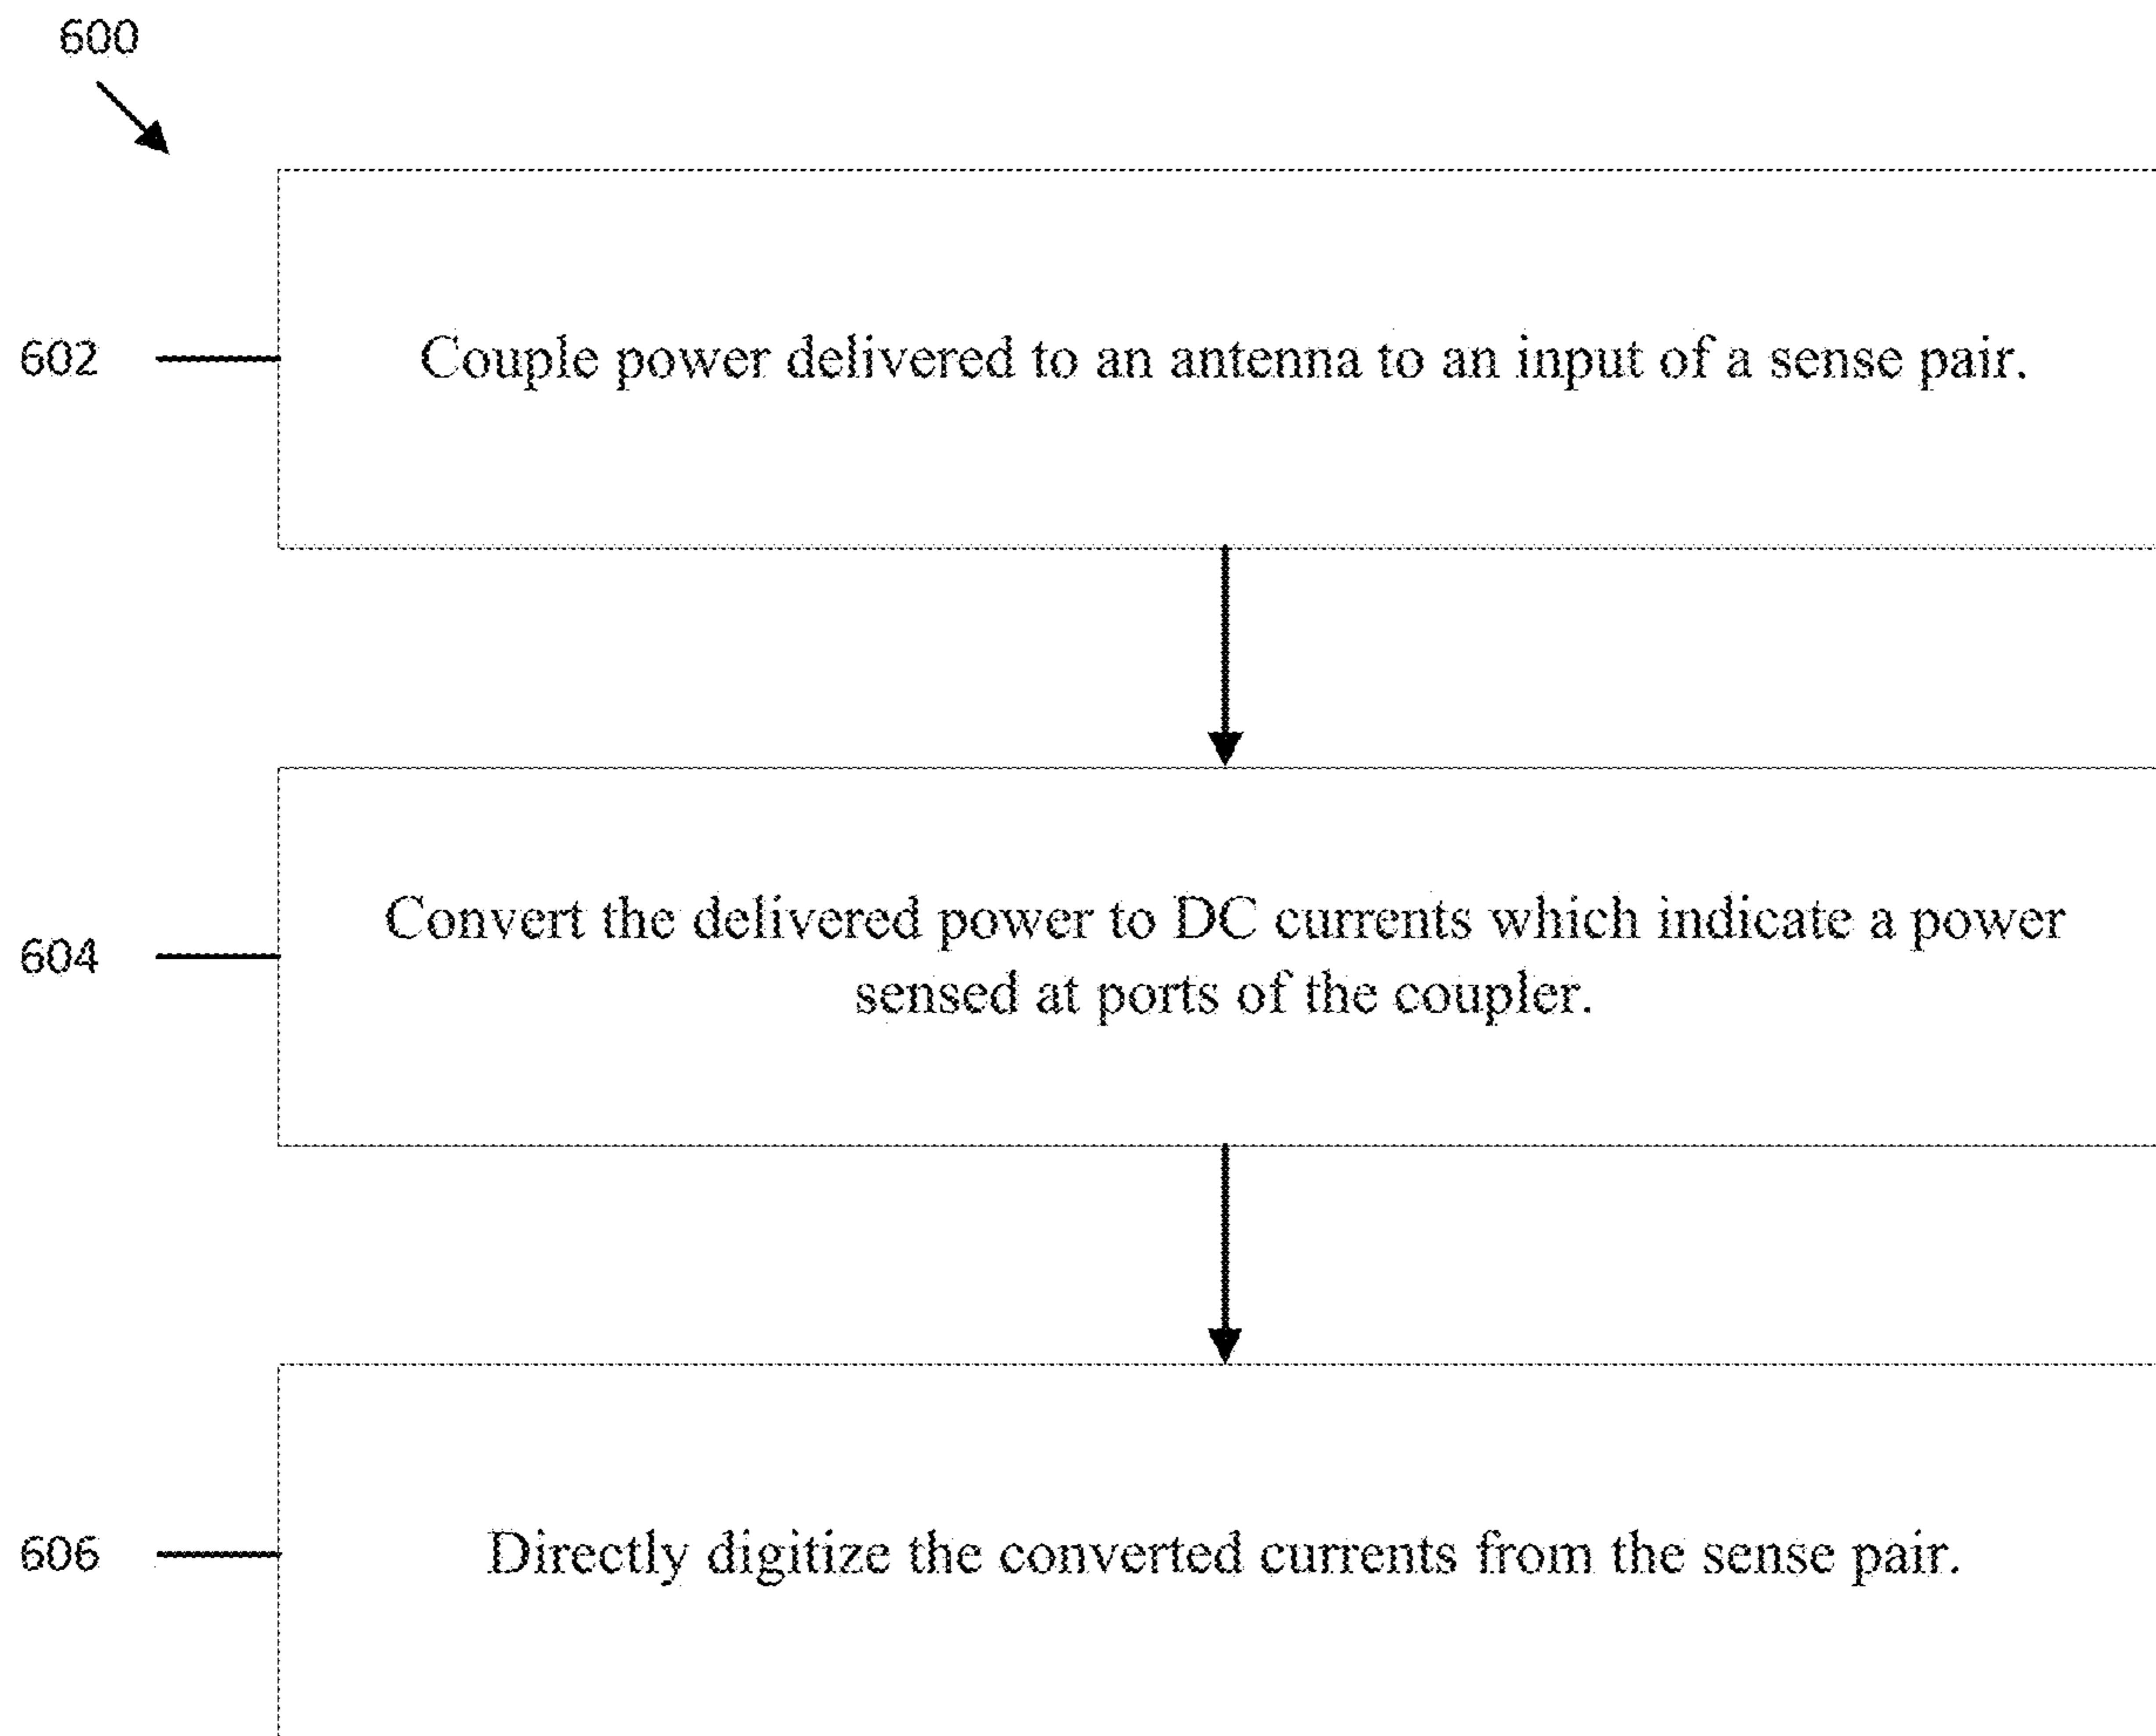 600
602
Couple power delivered to an antenna to an input of a sense pair.
604
Convert the delivered power to DC currents which indicate a power
sensed at ports of the coupler.
606
Directly digitize the converted currents from the sense pair.